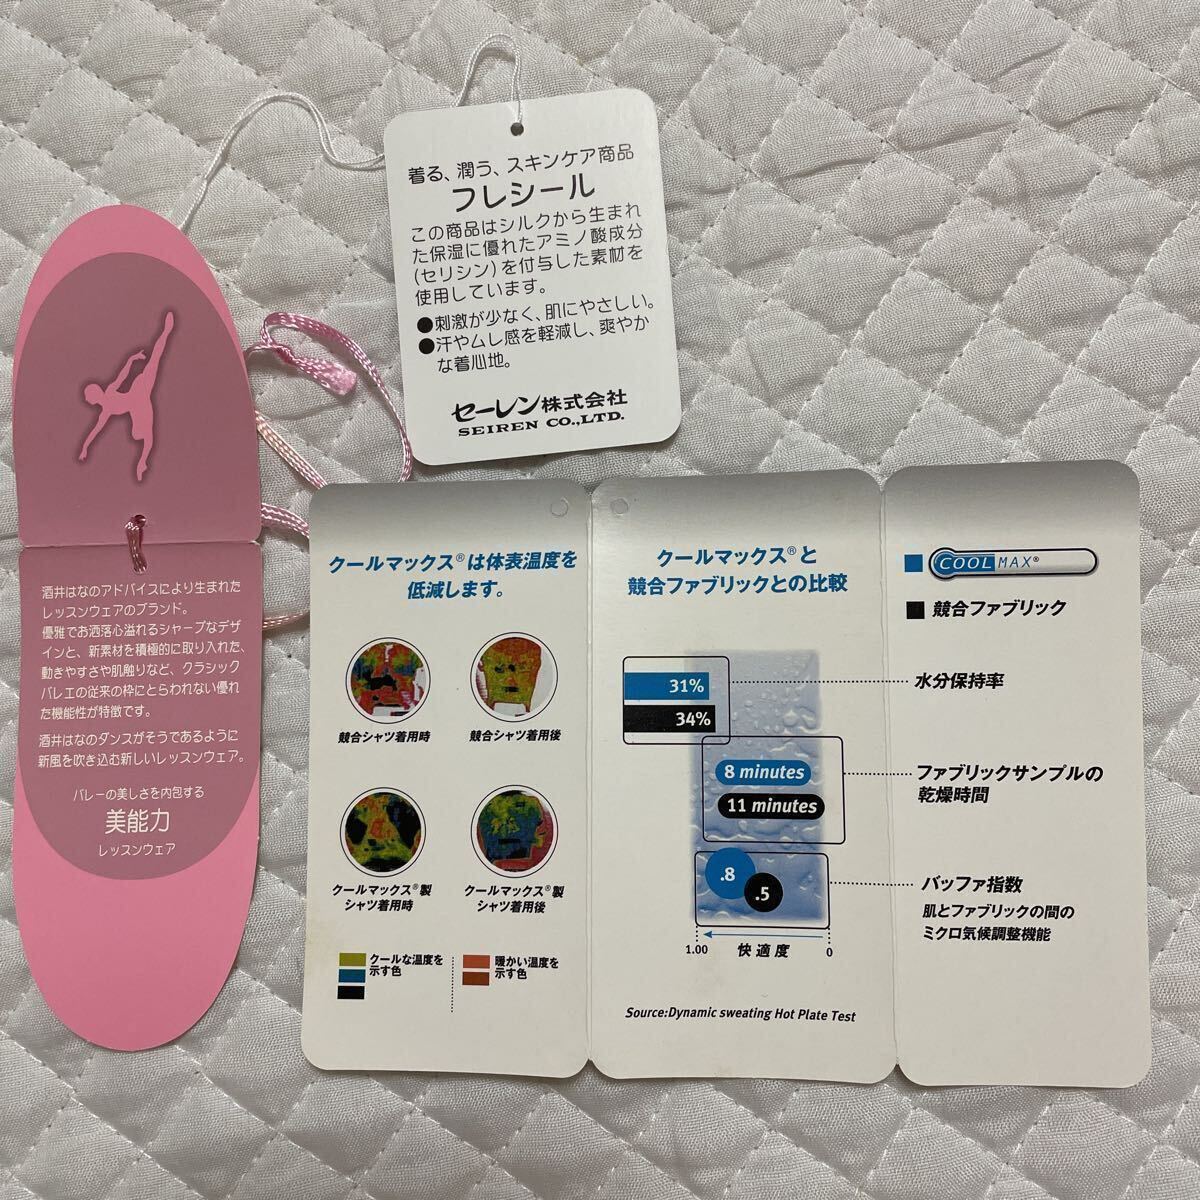 着る、潤う、スキンケア商品
フレシール
この商品はシルクから生まれ
た保湿に優れたアミノ酸成分
(セリシン)を付与した素材を
使用しています。
●刺激が少なく、肌にやさしい。
●汗やムレ感を軽減し、爽やか
な着心地。
セーレン株式会社
SEIREN CO.,LTD.
酒井はなのアドバイスにより生まれた
レッスンウェアのブランド。
優雅でお洒落心溢れるシャープなデザ
インと、新素材を積極的に取り入れた、
動きやすさや肌触りなど、クラシック
バレエの従来の枠にとらわれない優れ
た機能性が特徴です。
酒井はなのダンスがそうであるように
新風を吹き込む新しいレッスンウェア。
バレーの美しさを内包する
美能力
レッスンウェア
クールマックス®は体表温度を
低減します。
競合シャツ着用時
競合シャツ着用後
クールマックス®製
シャツ着用時
クールマックス®製
シャツ着用後
クールな温度を
示す色
暖かい温度を
示す色
クールマックス®と
競合ファブリックとの比較
31%
34%
8 minutes
11 minutes
.8
.5
1.00
快適度
0
Source:Dynamic sweating Hot Plate Test
COOLMAX®
競合ファブリック
水分保持率
ファブリックサンプルの
乾燥時間
バッファ指数
肌とファブリックの間の
ミクロ気候調整機能